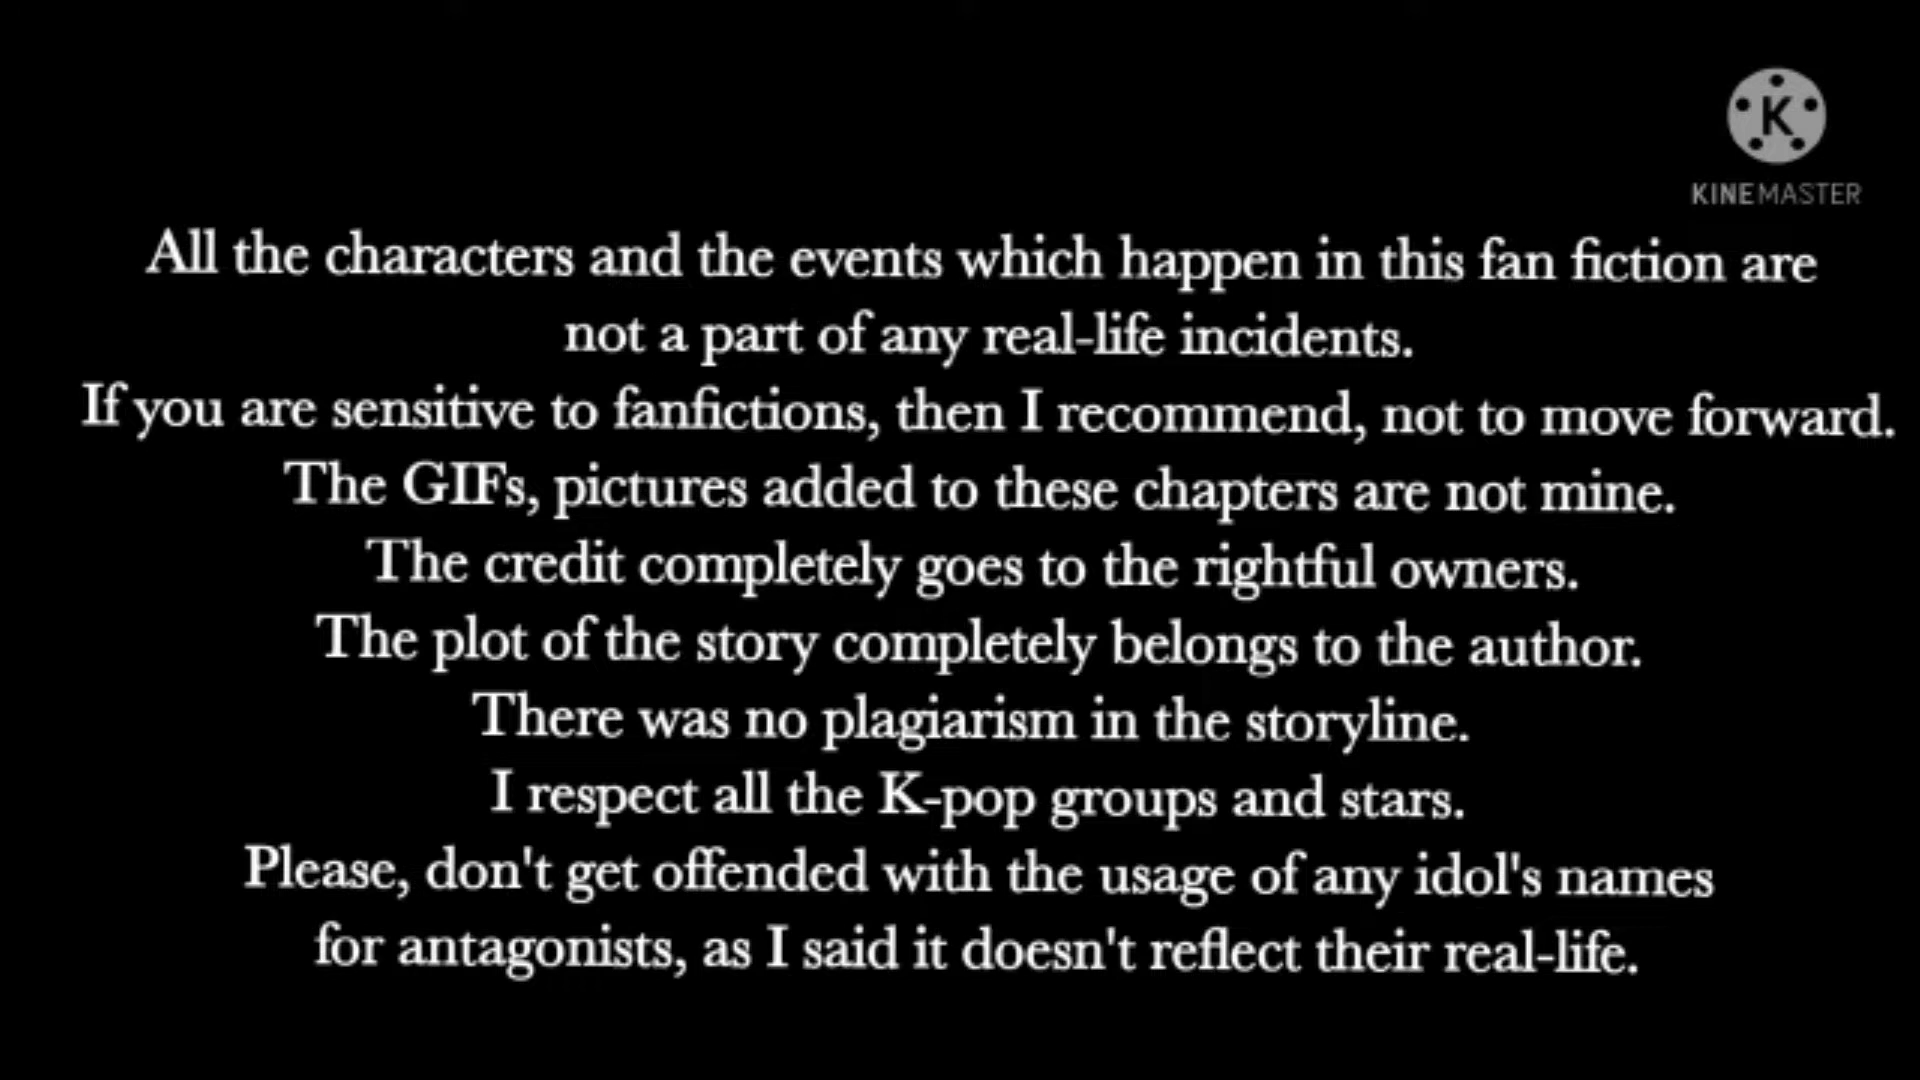 K
KINEMASTER
All the characters and the events which happen in this fan fiction are
not a part of any real-life incidents.
If you are sensitive to fanfictions, then I recommend, not to move forward.
The GIFs, pictures added to these chapters are not mine.
The credit completely goes to the rightful owners.
The plot of the story completely belongs to the author.
There was no plagiarism in the storyline.
I respect all the K-pop groups and stars.
Please, don't get offended with the usage of any idol's names
for antagonists, as I said it doesn't reflect their real-life.